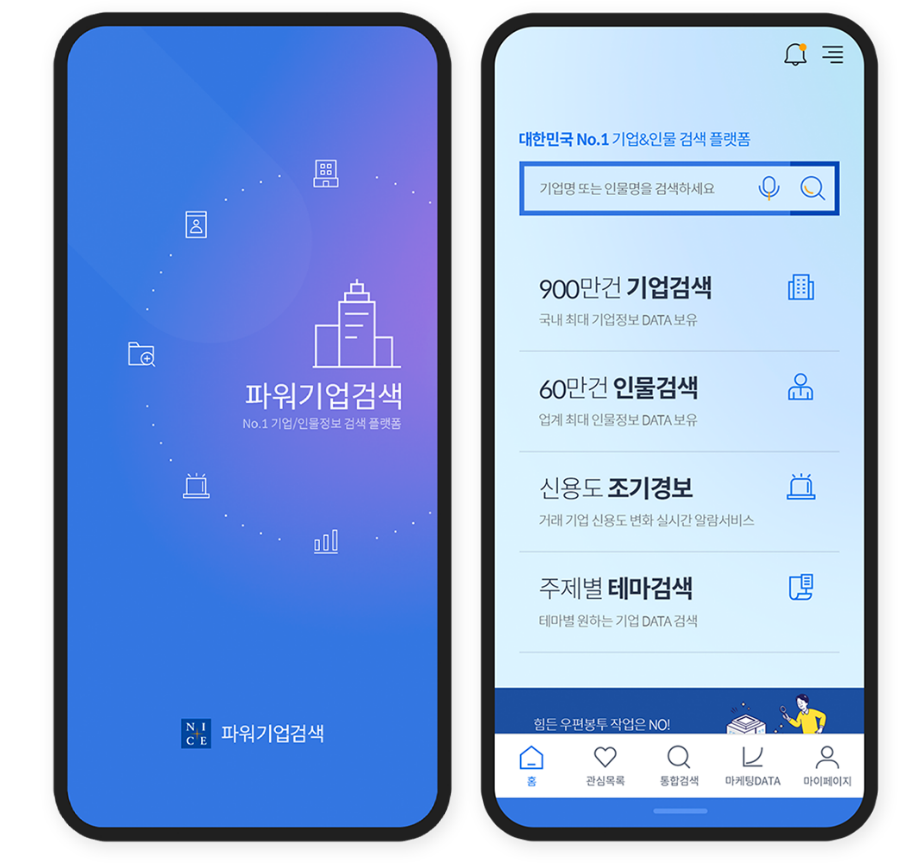 파워기업검색
No.1 기업/인물정보 검색 플랫폼
NICE 파워기업검색
대한민국 No.1 기업&인물 검색 플랫폼
기업명 또는 인물명을 검색하세요
900만건 기업검색
국내 최대 기업정보 DATA 보유
60만건 인물검색
업계 최대 인물정보 DATA 보유
신용도 조기경보
거래 기업 신용도 변화 실시간 알람서비스
주제별 테마검색
테마별 원하는 기업 DATA 검색
힘든 우편봉투 작업은 NO!
홈 관심목록 통합검색 마케팅DATA 마이페이지